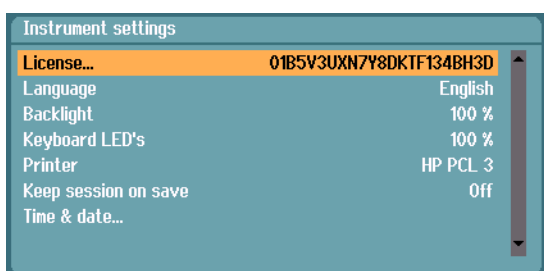 Instrument settings
License... 01B5V3UXN7Y8DKTF134BH3D
Language English
Backlight 100 %
Keyboard LED's 100 %
Printer HP PCL 3
Keep session on save Off
Time & date...